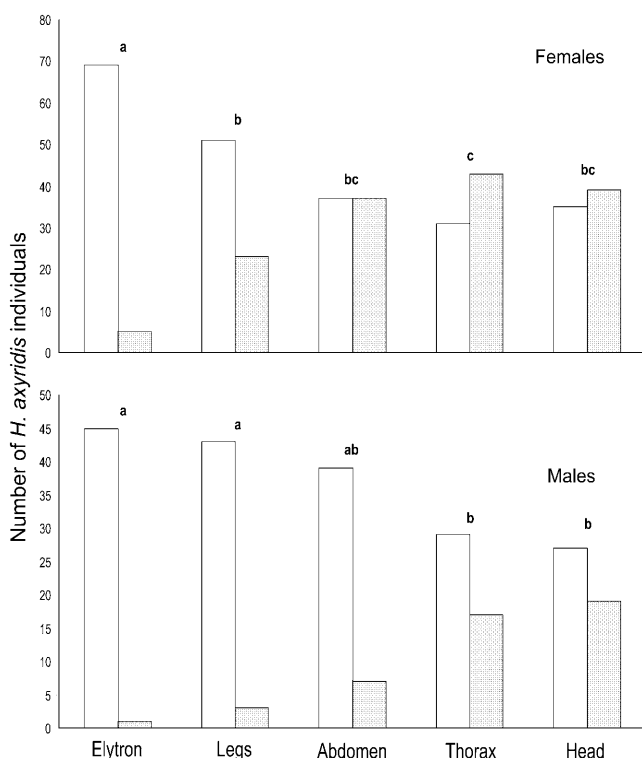 80
70
60
50
40
30
20
10
0
a
b
bc
c
bc
Females
Number of H. axyridis individuals
50
45
40
35
30
25
20
15
10
5
0
a
a
ab
b
b
Males
Elytron Legs Abdomen Thorax Head